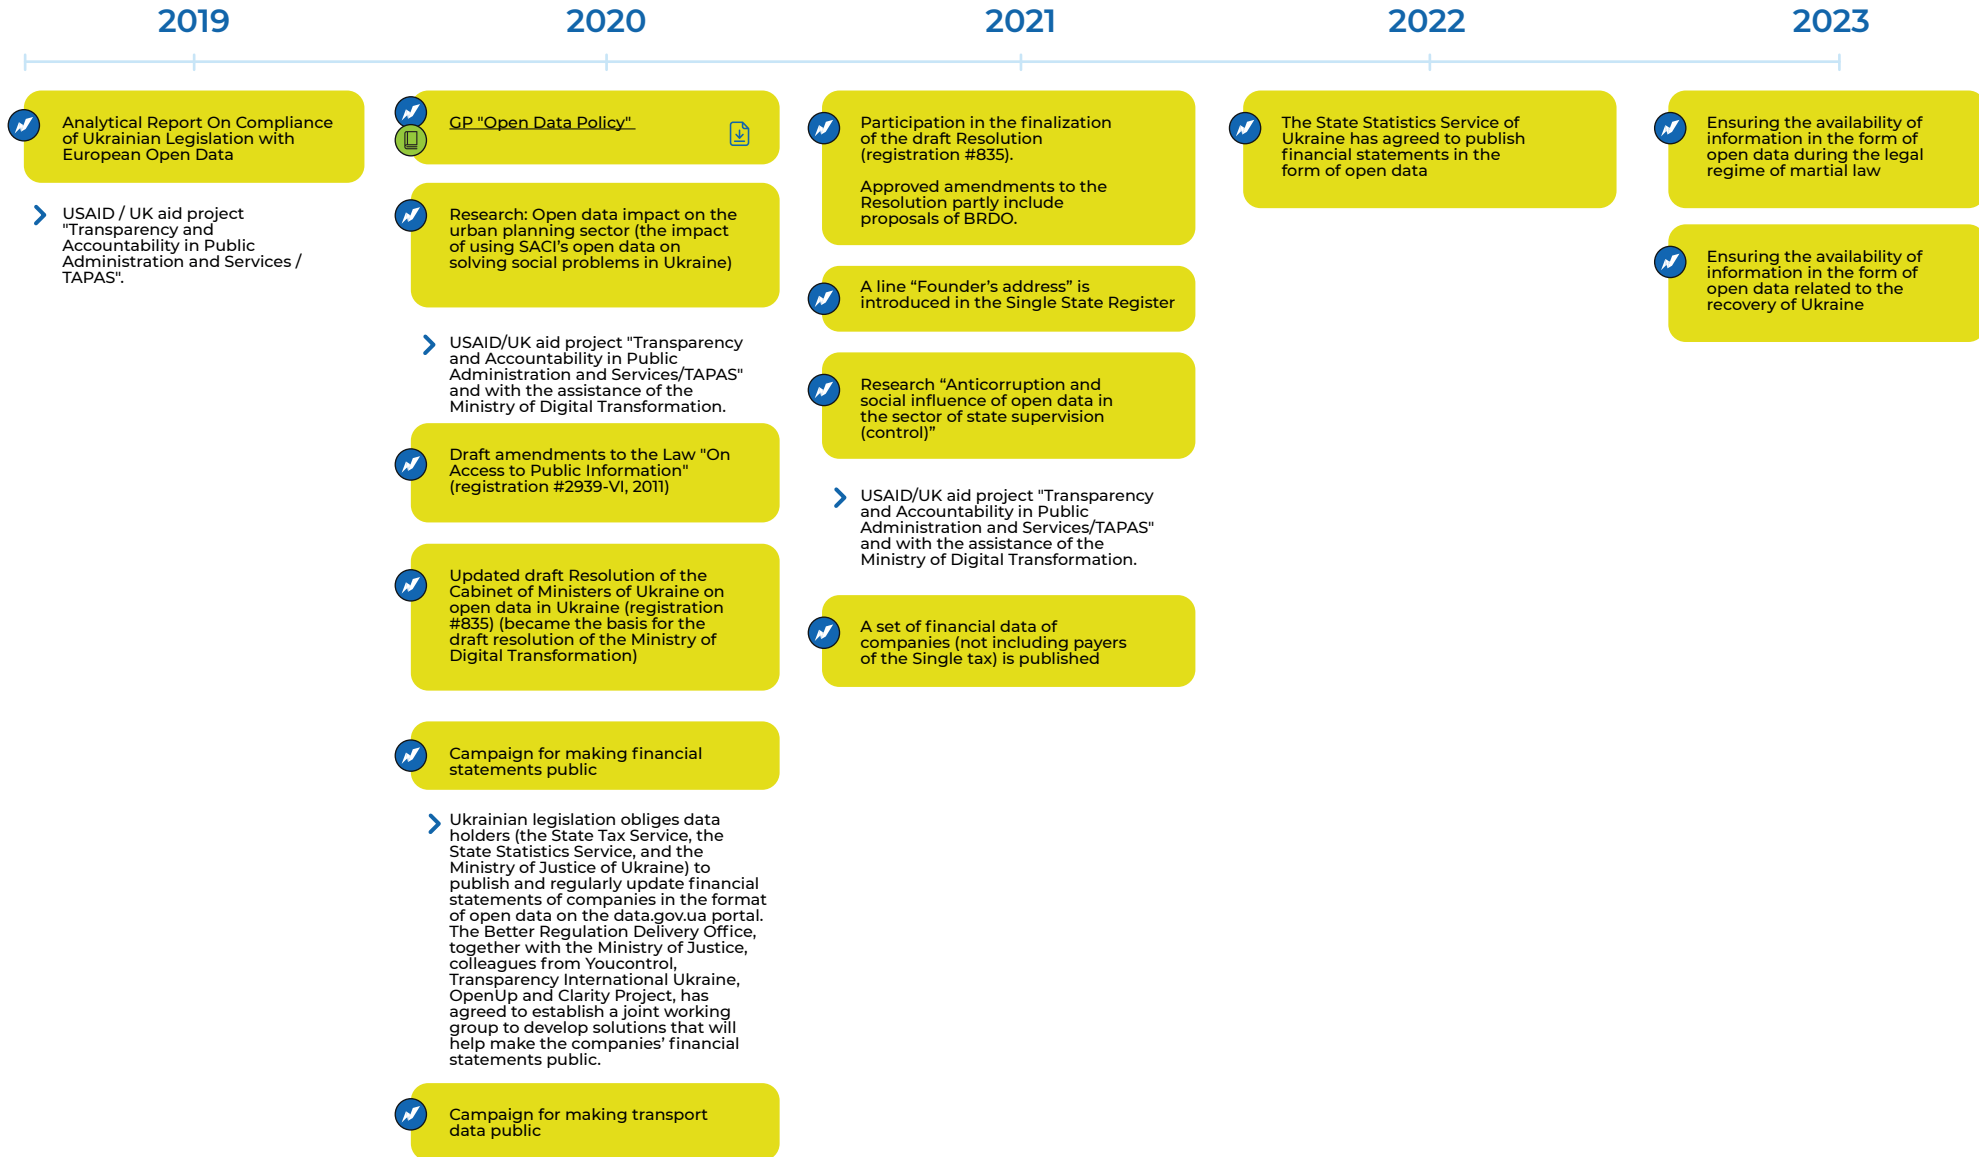 2019
2020
2021
2022
2023
Analytical Report On Compliance
of Ukrainian Legislation with
European Open Data
USAID / UK aid project
"Transparency and
Accountability in Public
Administration and Services /
TAPAS".
GP "Open Data Policy"
Research: Open data impact on the
urban planning sector (the impact
of using SACI’s open data on
solving social problems in Ukraine)
USAID/UK aid project "Transparency
and Accountability in Public
Administration and Services/TAPAS"
and with the assistance of the
Ministry of Digital Transformation.
Draft amendments to the Law "On
Access to Public Information"
(registration #2939-VI, 2011)
Updated draft Resolution of the
Cabinet of Ministers of Ukraine on
open data in Ukraine (registration
#835) (became the basis for the
draft resolution of the Ministry of
Digital Transformation)
Campaign for making financial
statements public
Ukrainian legislation obliges data
holders (the State Tax Service, the
State Statistics Service, and the
Ministry of Justice of Ukraine) to
publish and regularly update financial
statements of companies in the format
of open data on the data.gov.ua portal.
The Better Regulation Delivery Office,
together with the Ministry of Justice,
colleagues from Youcontrol,
Transparency International Ukraine,
OpenUp and Clarity Project, has
agreed to establish a joint working
group to develop solutions that will
help make the companies’ financial
statements public.
Campaign for making transport
data public
Participation in the finalization
of the draft Resolution
(registration #835).
Approved amendments to the
Resolution partly include
proposals of BRDO.
A line “Founder’s address” is
introduced in the Single State Register
Research “Anticorruption and
social influence of open data in
the sector of state supervision
(control)”
USAID/UK aid project "Transparency
and Accountability in Public
Administration and Services/TAPAS"
and with the assistance of the
Ministry of Digital Transformation.
A set of financial data of
companies (not including payers
of the Single tax) is published
The State Statistics Service of
Ukraine has agreed to publish
financial statements in the
form of open data
Ensuring the availability of
information in the form of
open data during the legal
regime of martial law
Ensuring the availability of
information in the form of
open data related to the
recovery of Ukraine